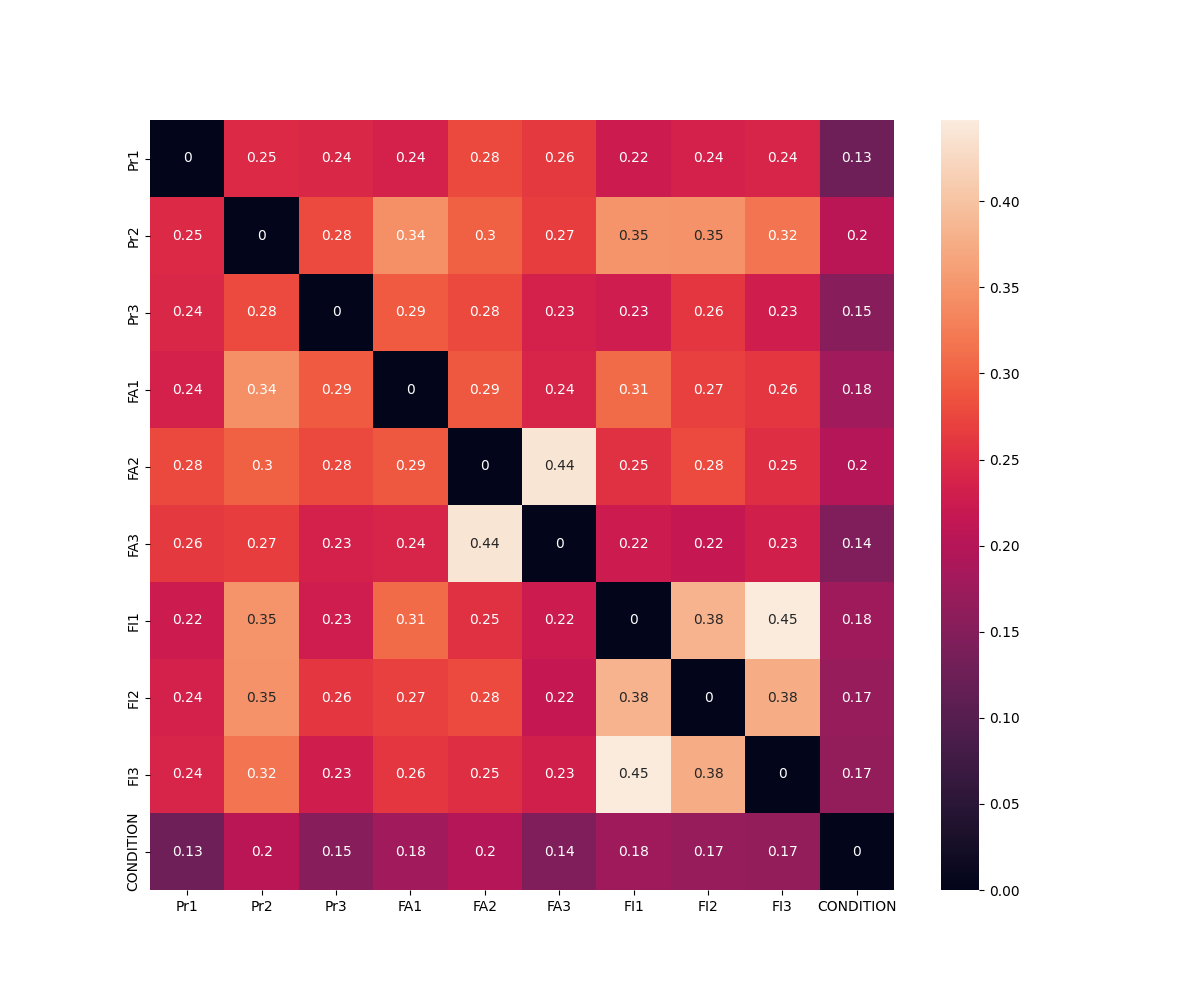 Pr1 0 0.25 0.24 0.24 0.28 0.26 0.22 0.24 0.24 0.13
Pr2 0.25 0 0.28 0.34 0.3 0.27 0.35 0.35 0.32 0.2
Pr3 0.24 0.28 0 0.29 0.28 0.23 0.23 0.26 0.23 0.15
FA1 0.24 0.34 0.29 0 0.29 0.24 0.31 0.27 0.26 0.18
FA2 0.28 0.3 0.28 0.29 0 0.44 0.25 0.28 0.25 0.2
FA3 0.26 0.27 0.23 0.24 0.44 0 0.22 0.22 0.23 0.14
FI1 0.22 0.35 0.23 0.31 0.25 0.22 0 0.38 0.45 0.18
FI2 0.24 0.35 0.26 0.27 0.28 0.22 0.38 0 0.38 0.17
FI3 0.24 0.32 0.23 0.26 0.25 0.23 0.45 0.38 0 0.17
CONDITION 0.13 0.2 0.15 0.18 0.2 0.14 0.18 0.17 0.17 0
Pr1 Pr2 Pr3 FA1 FA2 FA3 FI1 FI2 FI3 CONDITION
0.40
0.35
0.30
0.25
0.20
0.15
0.10
0.05
0.00